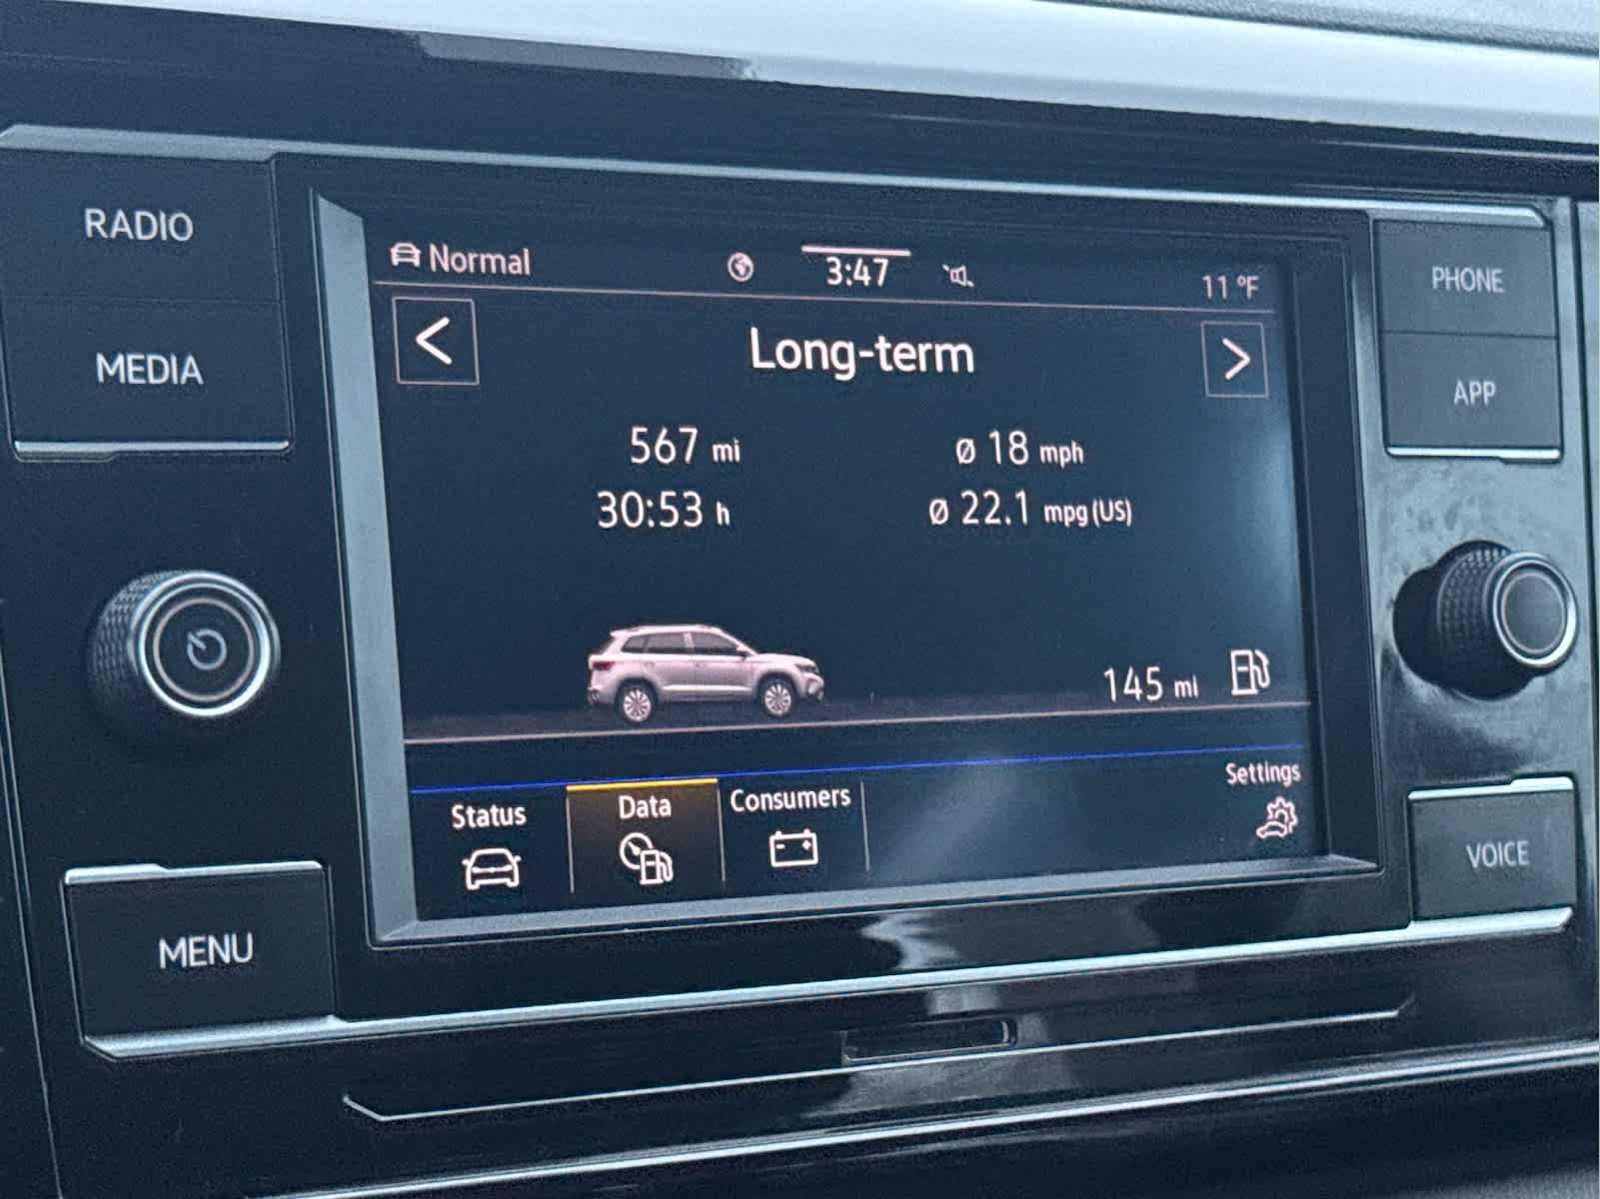 RADIO
MEDIA
MENU
Normal
3:47
11 °F
<
Long-term
>
567 mi
ø 18 mph
30:53 h
ø 22.1 mpg (US)
145 mi
Status
Data
Consumers
Settings
PHONE
APP
VOICE